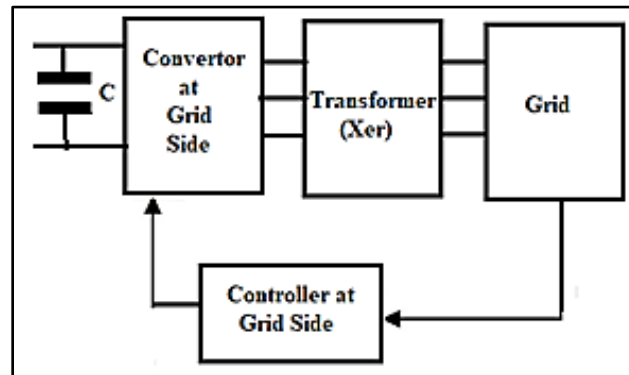 C
Convertor
at
Grid
Side
Transformer
(Xer)
Grid
Controller at
Grid Side